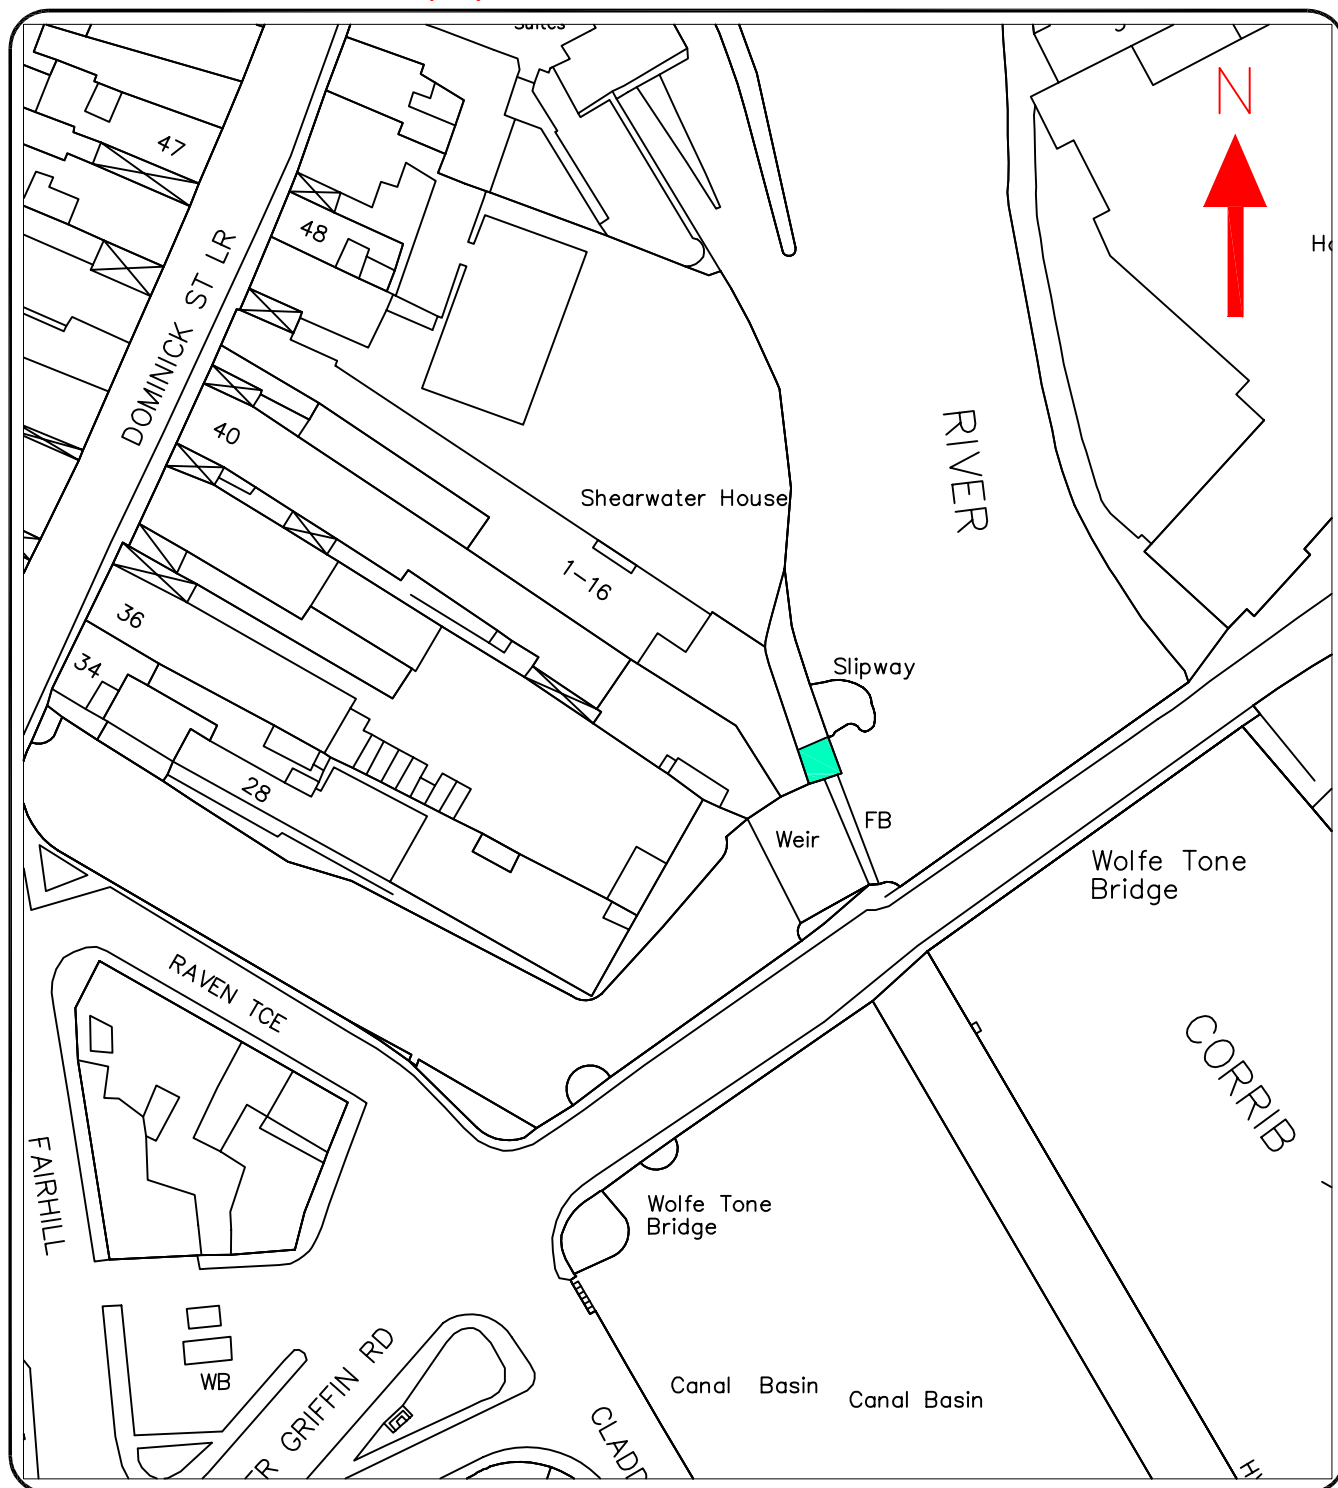 N
47
48
DOMINICK ST LR
40
RIVER
Shearwater House
1-16
36
34
Slipway
28
FB
Weir
Wolfe Tone
Bridge
RAVEN TCE
CORRIB
FAIRHILL
Wolfe Tone
Bridge
WB
GRIFFIN RD
Canal Basin
Canal Basin